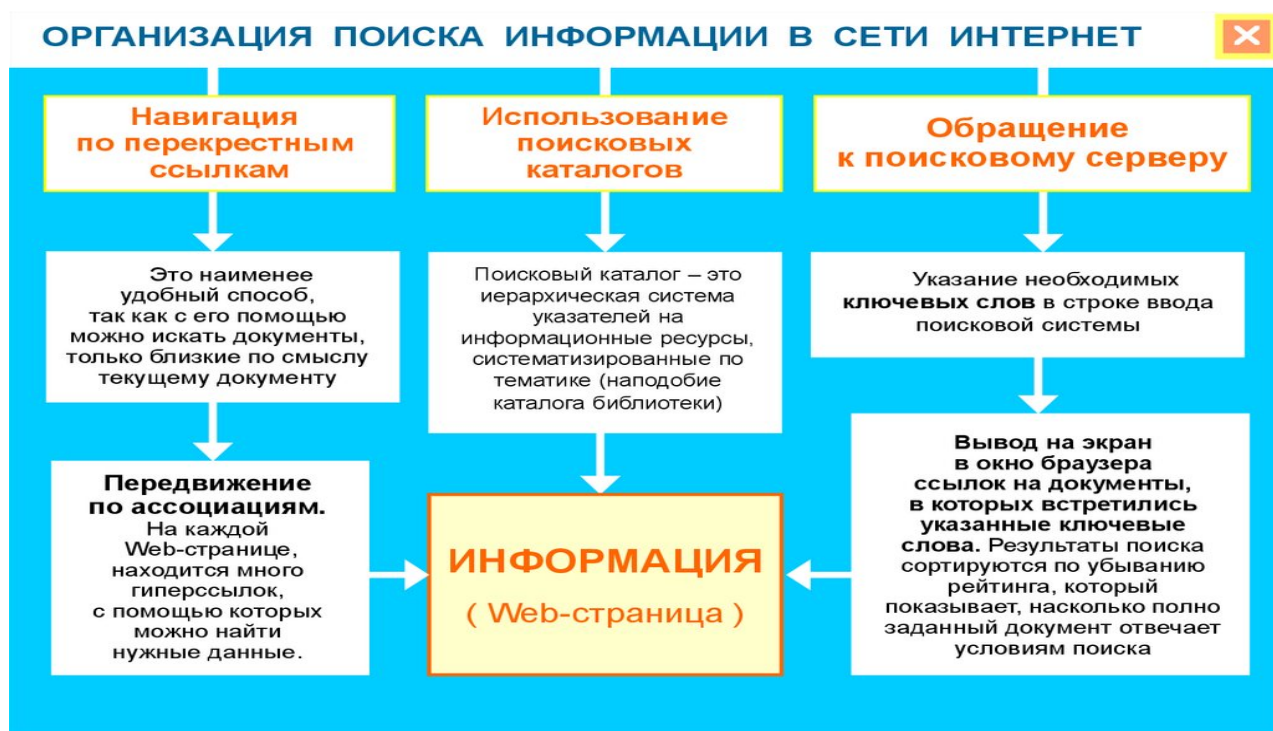 ОРГАНИЗАЦИЯ ПОИСКА ИНФОРМАЦИИ В СЕТИ ИНТЕРНЕТ
Навигация
по перекрестным
ссылкам
Использование
поисковых
каталогов
Обращение
к поисковому серверу
Это наименее
удобный способ,
так как с его помощью
можно искать документы,
только близкие по смыслу
текущему документу
Поисковый каталог – это
иерархическая система
указателей на
информационные ресурсы,
систематизированные по
тематике (наподобие
каталога библиотеки)
Указание необходимых
ключевых слов в строке ввода
поисковой системы
Передвижение
по ассоциациям.
На каждой
Web-странице,
находится много
гиперссылок,
с помощью которых
можно найти
нужные данные.
ИНФОРМАЦИЯ
( Web-страница )
Вывод на экран
в окно браузера
ссылок на документы,
в которых встретились
указанные ключевые
слова. Результаты поиска
сортируются по убыванию
рейтинга, который
показывает, насколько полно
заданный документ отвечает
условиям поиска